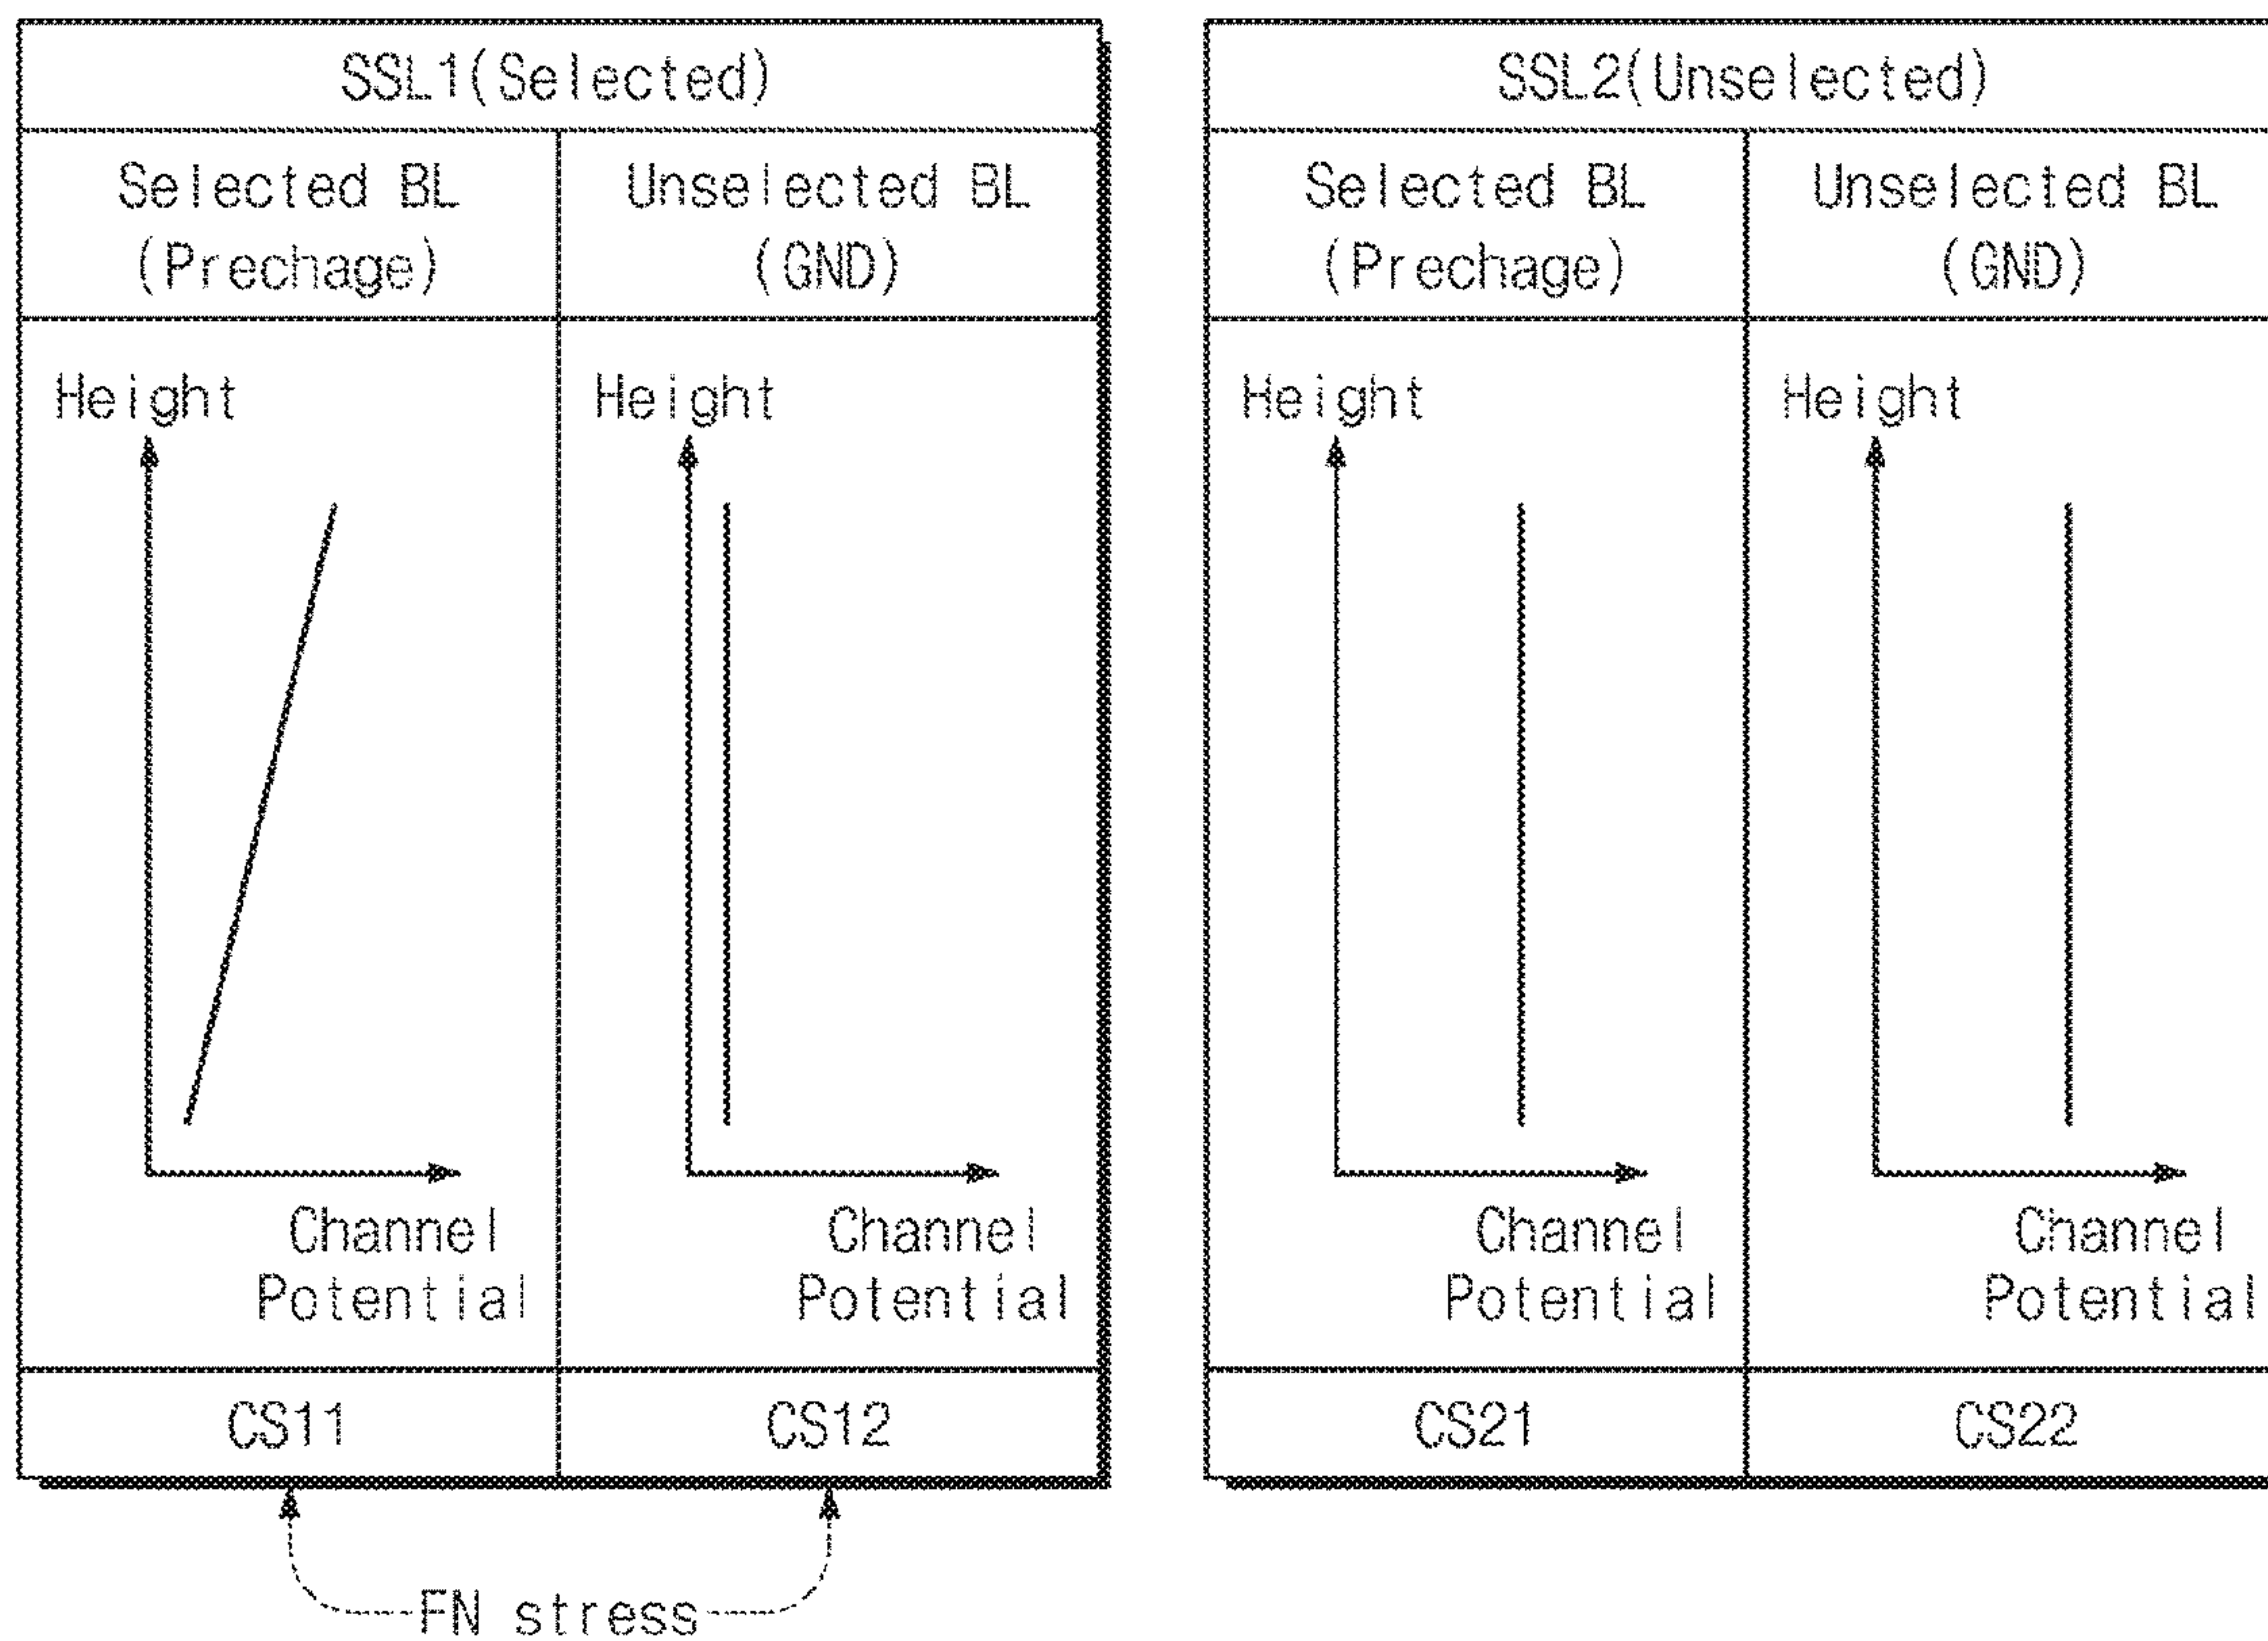 SSL1(Selected)
Selected BL
(Prechage)
Unselected BL
(GND)
Height
Channel
Potential
Height
Channel
Potential
CS11
CS12
FN stress
SSL2(Unselected)
Selected BL
(Prechage)
Unselected BL
(GND)
Height
Channel
Potential
Height
Channel
Potential
CS21
CS22